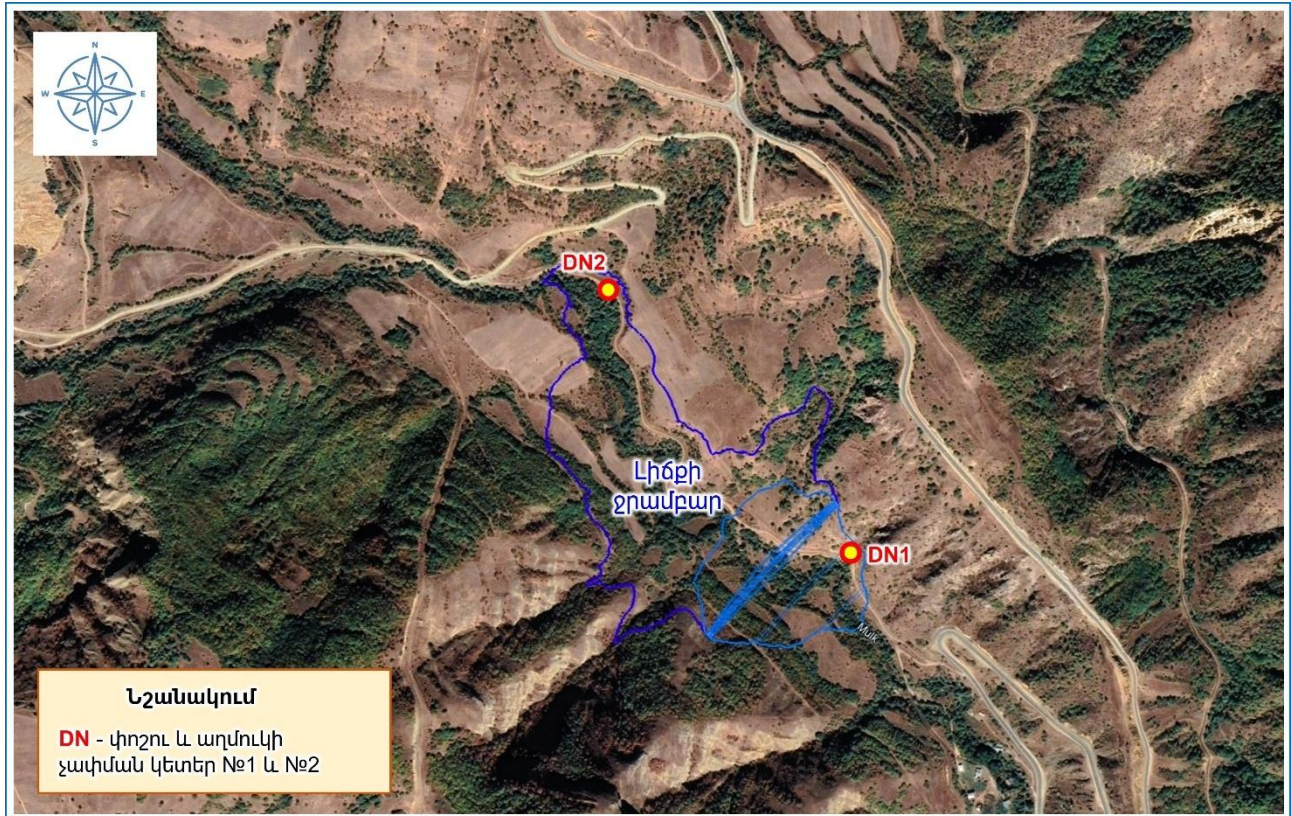 N
W E
S
DN2
Լիճքի
ջրամբար
DN1
Mulk
Նշանակում
DN - փոշու և աղմուկի
չափման կետեր №1 և №2